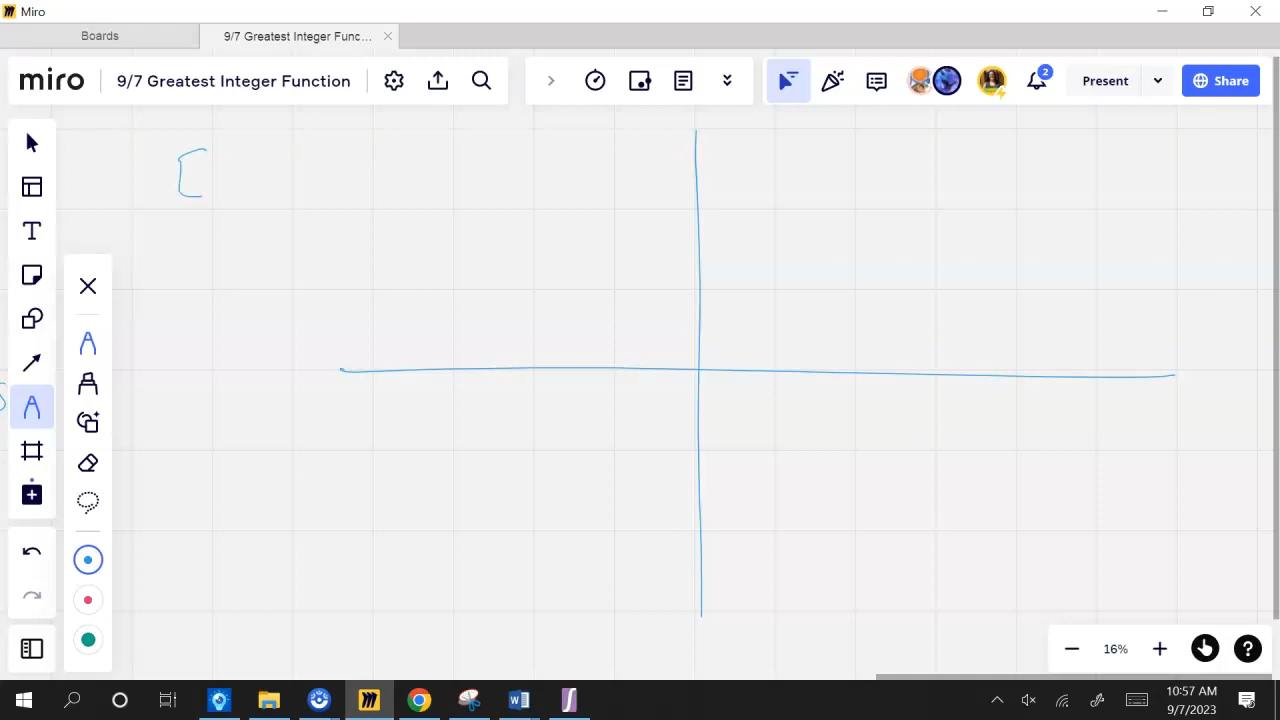 Miro
Boards
9/7 Greatest Integer Func...
miro
9/7 Greatest Integer Function
2
Present
Share
[
16%
10:57 AM
9/7/2023